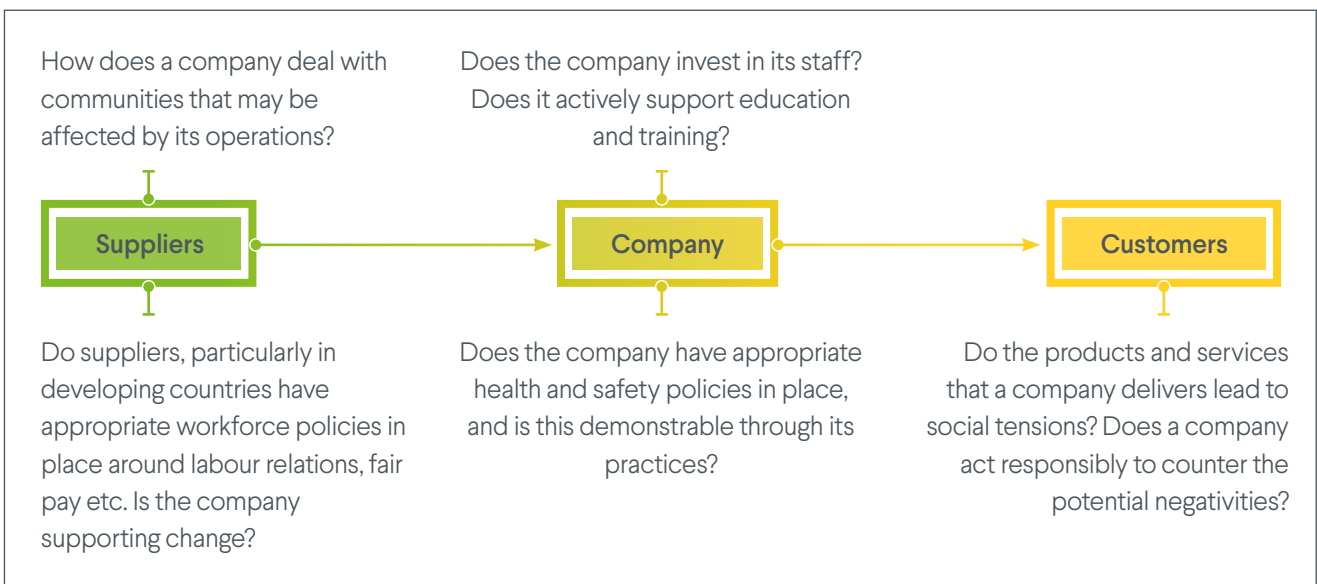 How does a company deal with
communities that may be
affected by its operations?
Does the company invest in its staff?
Does it actively support education
and training?
Suppliers
Company
Customers
Do suppliers, particularly in
developing countries have
appropriate workforce policies in
place around labour relations, fair
pay etc. Is the company
supporting change?
Does the company have appropriate
health and safety policies in place,
and is this demonstrable through its
practices?
Do the products and services
that a company delivers lead to
social tensions? Does a company
act responsibly to counter the
potential negativities?